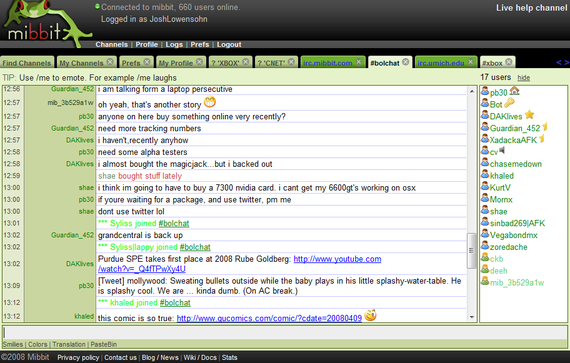 Connected to mibbit, 660 users online.
Logged in as JoshLowensohn
Live help channel
mibbit
Channels | Profile | Logs | Prefs | Logout
Find Channels My Channels Prefs My Profile ? 'XBOX' ? 'CNET' irc.mibbit.com #bolchat irc.umich.edu #xbox < >
TIP: Use /me to emote. For example /me laughs
17 users hide
12:56 Guardian_452 i am talking form a laptop persecutive
12:57 mib_3b529a1w oh yeah, that's another story
12:57 pb30 anyone on here buy something online very recently?
12:57 Guardian_452 need more tracking numbers
12:57 DAKlives i haven't,recently anyhow
12:58 pb30 need some alpha testers
12:58 DAKlives i almost bought the magicjack...but i backed out
12:59 shae bought stuff lately
13:00 shae i think im going to have to buy a 7300 nvidia card. i cant get my 6600gt's working on osx
13:00 pb30 if youre waiting for a package, and use twitter, pm me
13:00 shae dont use twitter lol
13:01 *** Syliss joined #bolchat
13:02 Guardian_452 grandcentral is back up
13:02 *** Syliss|lappy joined #bolchat
13:02 DAKlives Purdue SPE takes first place at 2008 Rube Goldberg: http://www.youtube.com
/watch?v=_Q4fTPwXy4U
13:09 pb30 [Tweet] mollywood: Sweating bullets outside while the baby plays in his little splashy-water-table. He
is splashy cool. We are ... kinda dumb. (On AC break.)
13:12 *** khaled joined #bolchat
13:12 khaled this comic is so true: http://www.gucomics.com/comic/?cdate=20080409
pb30
Bot
DAKlives
Guardian_452
XadackaAFK
cv
chasemedown
khaled
KurtV
Momx
shae
sinbad269|AFK
Vegabondmx
zoredache
ckb
deeh
mib_3b529a1w
Smilies | Colors | Translation | PasteBin
©2008 Mibbit Privacy policy | Contact us | Blog / News | Wiki / Docs | Stats